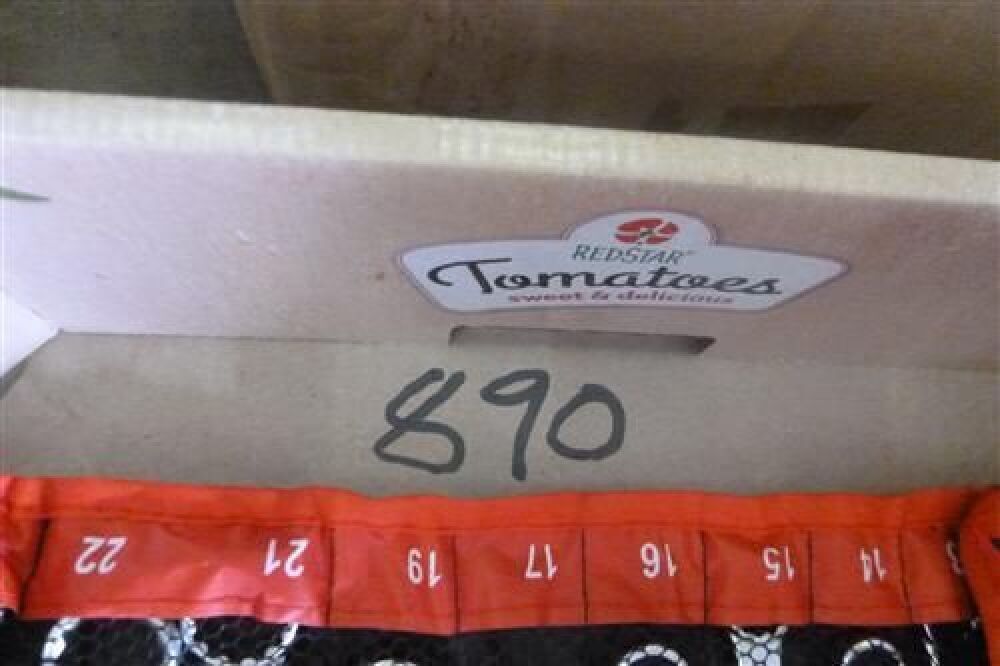 REDSTAR
Tomatoes
sweet & delicious
890
22 21 19 17 16 15 14